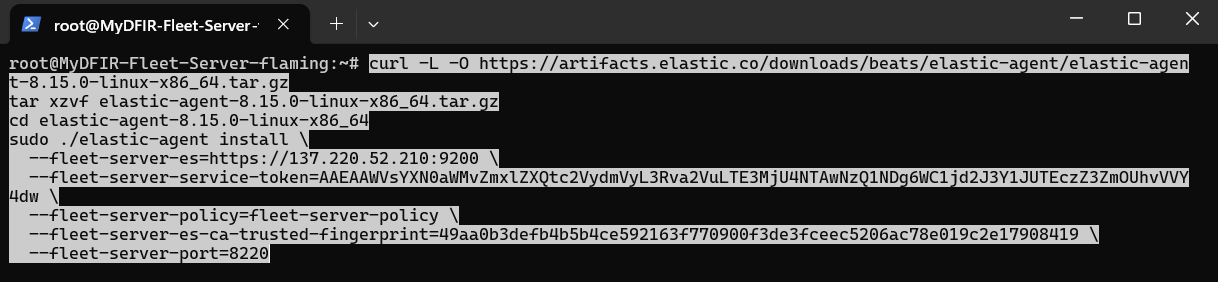 root@MyDFIR-Fleet-Server-
root@MyDFIR-Fleet-Server-flaming:~# curl -L -O https://artifacts.elastic.co/downloads/beats/elastic-agent/elastic-agen
t-8.15.0-linux-x86_64.tar.gz
tar xzvf elastic-agent-8.15.0-linux-x86_64.tar.gz
cd elastic-agent-8.15.0-linux-x86_64
sudo ./elastic-agent install \
  --fleet-server-es=https://137.220.52.210:9200 \
  --fleet-server-service-token=AAEAAWVsYXN0aWMvZmxlZXQtc2VydmVyL3Rva2VuLTE3MjU4NTAwNzQ1NDg6WC1jd2J3Y1JUTEczZ3ZmOUhvVVY
4dw \
  --fleet-server-policy=fleet-server-policy \
  --fleet-server-es-ca-trusted-fingerprint=49aa0b3defb4b5b4ce592163f770900f3de3fceec5206ac78e019c2e17908419 \
  --fleet-server-port=8220